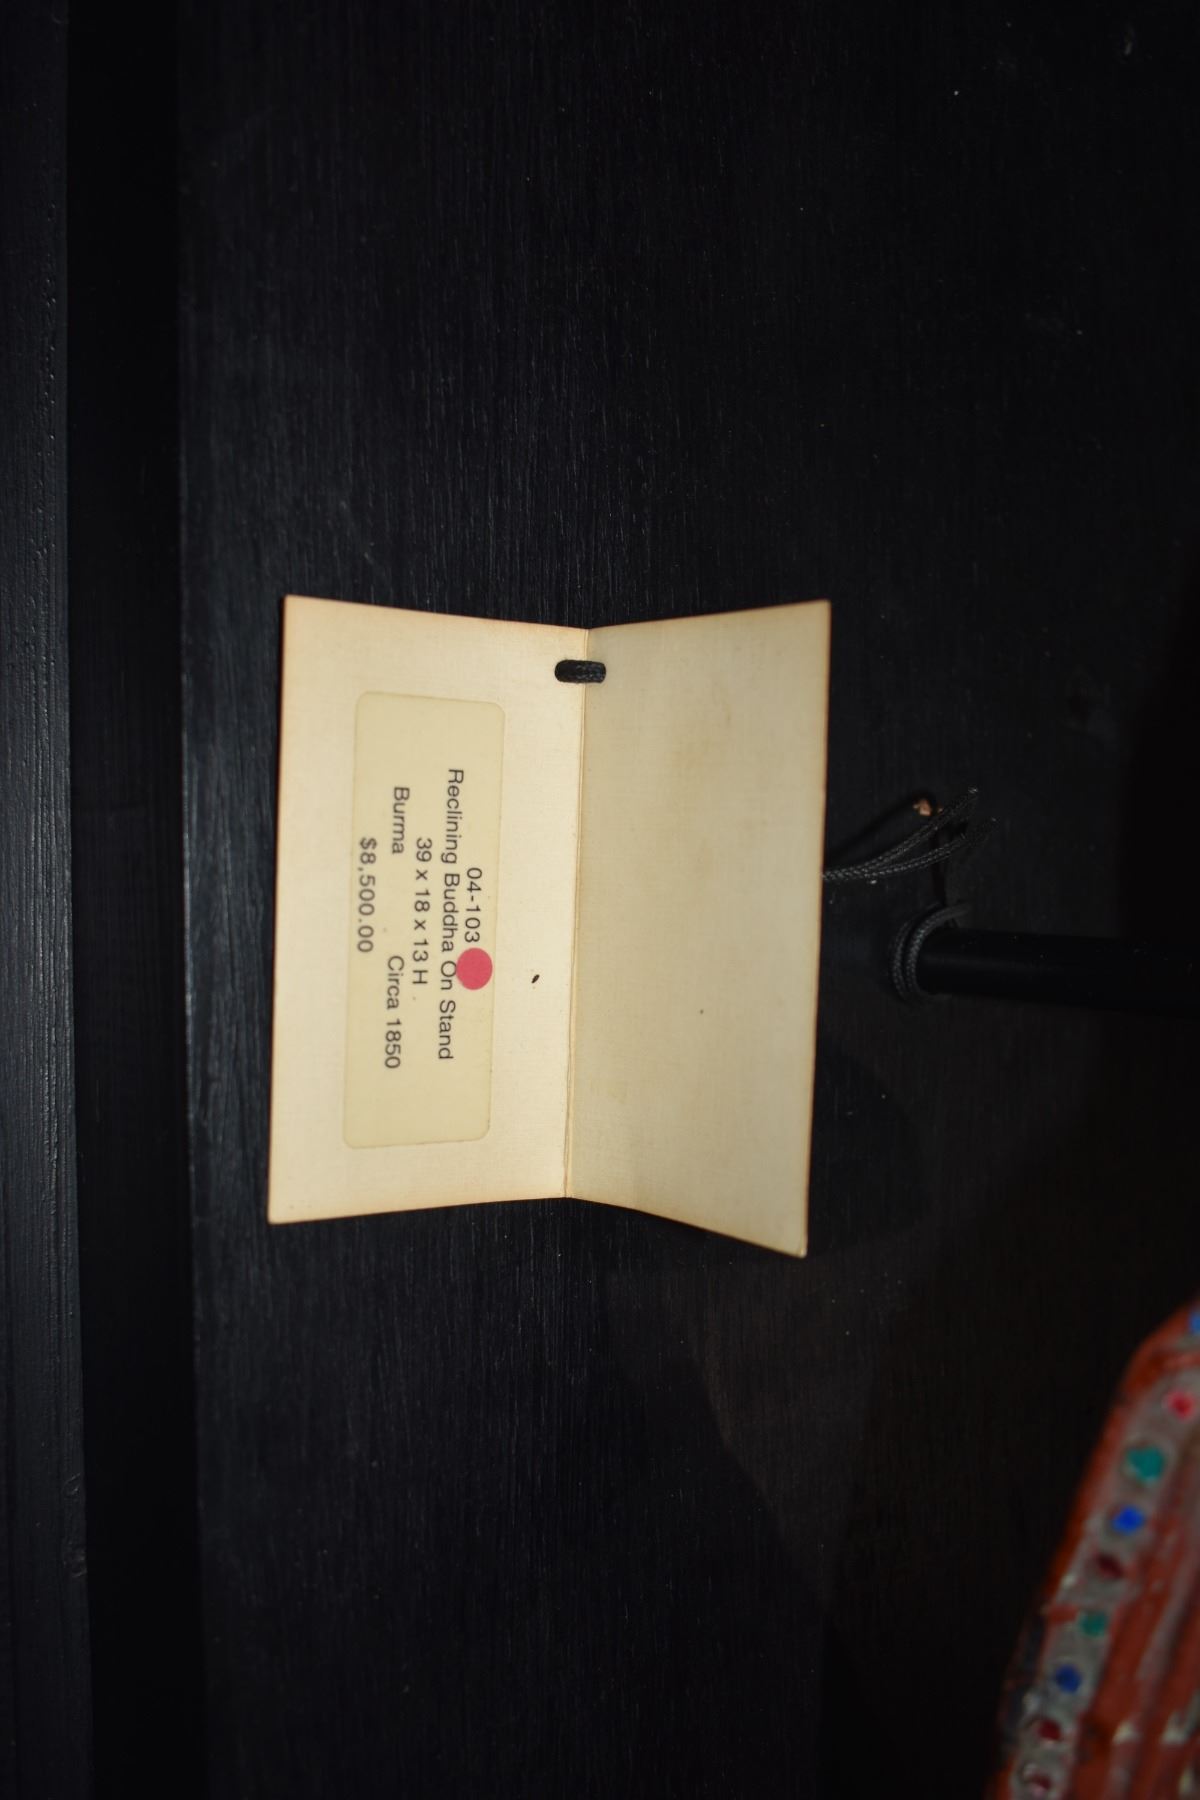 04-103
Reclining Buddha On Stand
39 x 18 x 13 H
Burma Circa 1850
$8,500.00